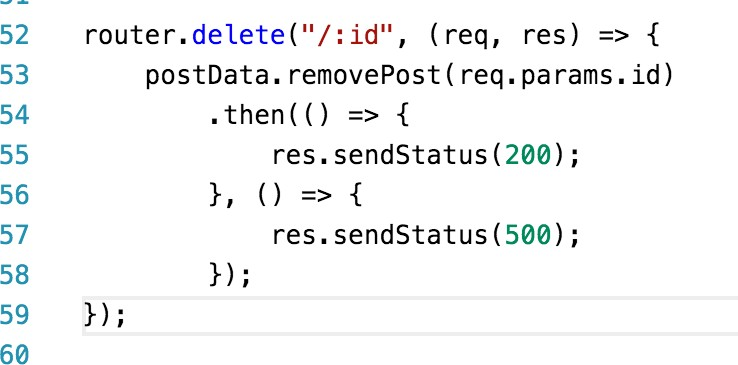 52 router.delete("/:id", (req, res) => {
53     postData.removePost(req.params.id)
54         .then(() => {
55             res.sendStatus(200);
56         }, () => {
57             res.sendStatus(500);
58         });
59 });
60